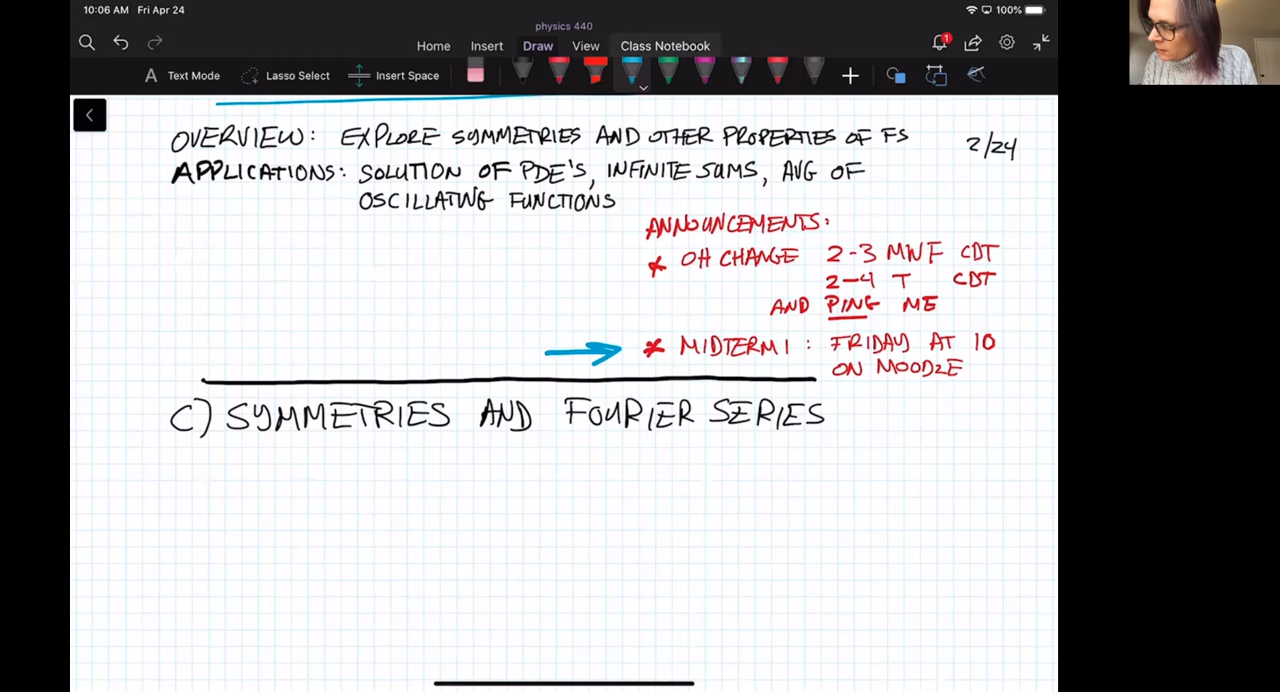 10:06 AM Fri Apr 24
100%
physics 440
Home Insert Draw View Class Notebook
1
Text Mode Lasso Select Insert Space
OVERVIEW: EXPLORE SYMMETRIES AND OTHER PROPERTIES OF FS
2/24
APPLICATIONS: SOLUTION OF PDE'S, INFINITE SUMS, AVG OF
OSCILLATING FUNCTIONS
ANNOUNCEMENTS:
* OH CHANGE 2-3 MWF CDT
2-4 T CDT
AND PING ME
* MIDTERM 1 : FRIDAY AT 10
ON MOODLE
C) SYMMETRIES AND FOURIER SERIES